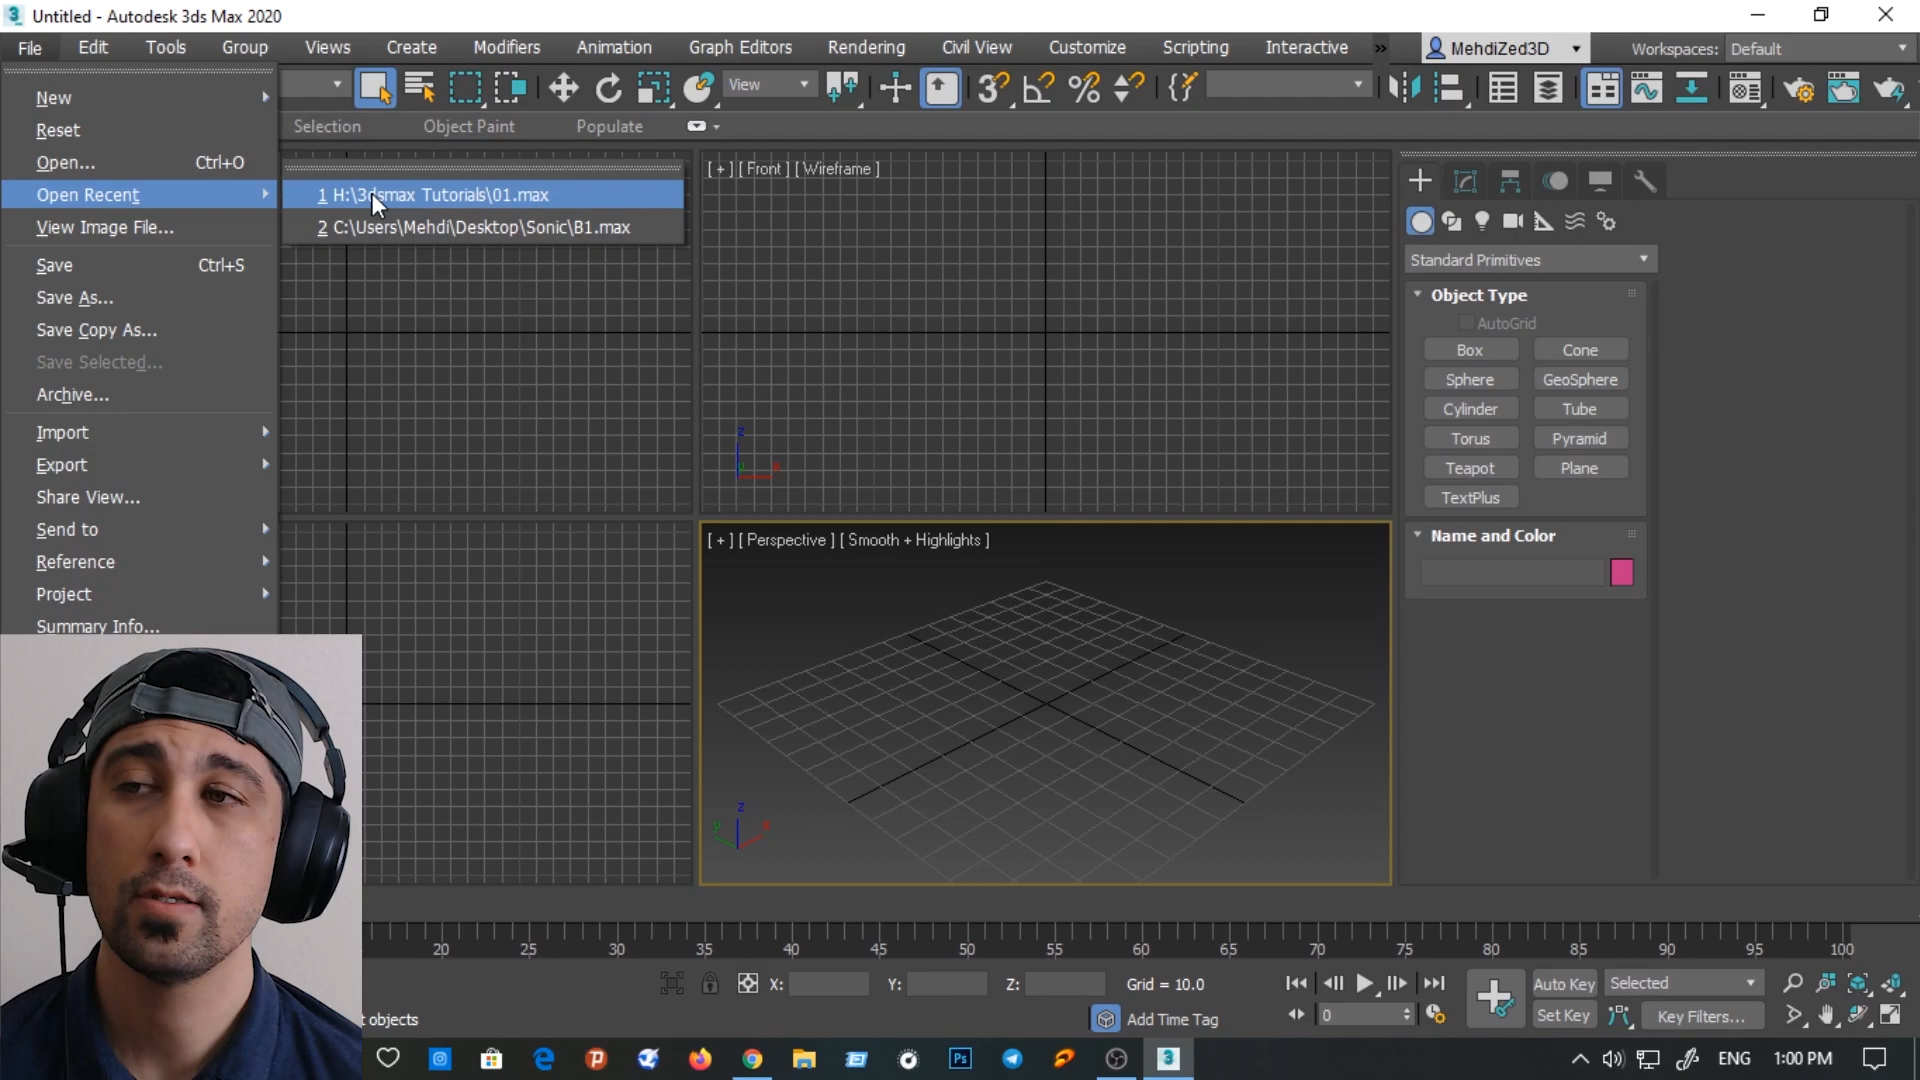 Untitled - Autodesk 3ds Max 2020
File Edit Tools Group Views Create Modifiers Animation Graph Editors Rendering Civil View Customize Scripting Interactive » MehdiZed3D Workspaces: Default
View
Selection Object Paint Populate
New
Reset
Open... Ctrl+O
Open Recent
View Image File...
Save Ctrl+S
Save As...
Save Copy As...
Save Selected...
Archive...
Import
Export
Share View...
Send to
Reference
Project
Summary Info...
1 H:\3dsmax Tutorials\01.max
2 C:\Users\Mehdi\Desktop\Sonic\B1.max
[ + ] [ Front ] [ Wireframe ]
z
y x
[ + ] [ Perspective ] [ Smooth + Highlights ]
z
y x
Standard Primitives
Object Type
AutoGrid
Box Cone
Sphere GeoSphere
Cylinder Tube
Torus Pyramid
Teapot Plane
TextPlus
Name and Color
20 25 30 35 40 45 50 55 60 65 70 75 80 85 90 95 100
X: Y: Z: Grid = 10.0
Auto Key Selected
t objects
Add Time Tag
0
Set Key Key Filters...
Ps
3
ENG 1:00 PM